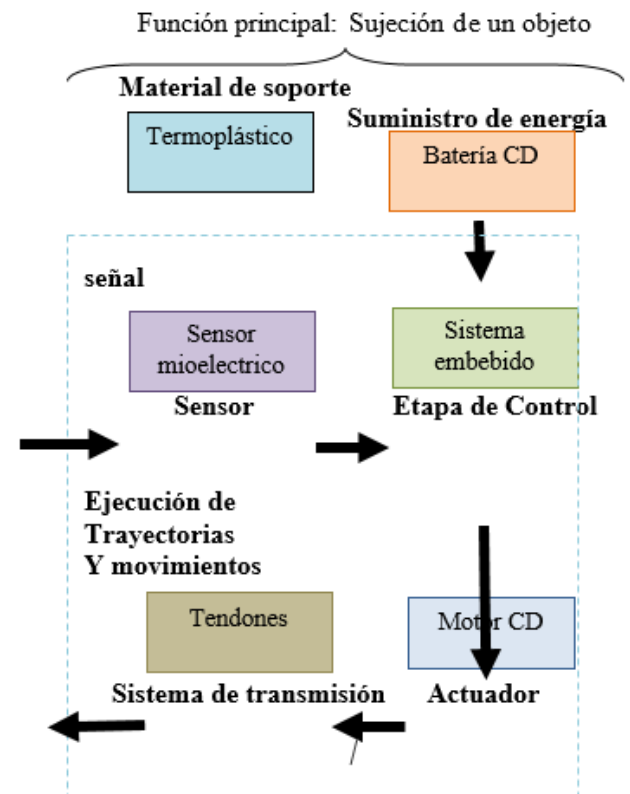 Función principal: Sujeción de un objeto
Material de soporte
Termoplástico
Suministro de energía
Batería CD
señal
Sensor
mioelectrico
Sensor
Sistema
embebido
Etapa de Control
Ejecución de
Trayectorias
Y movimientos
Tendones
Sistema de transmisión
Motor CD
Actuador